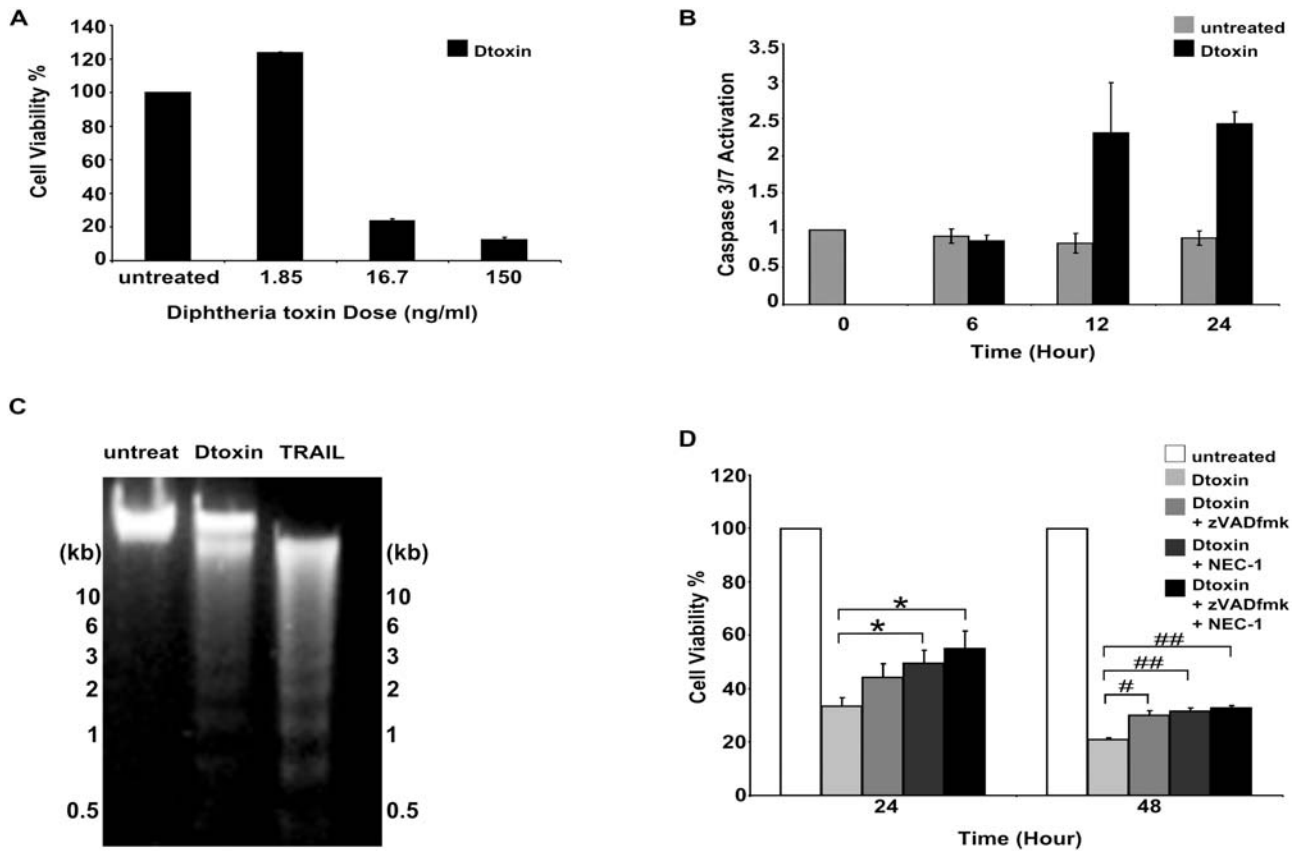 A
Cell Viability %
140
120
100
80
60
40
20
0
Dtoxin
untreated 1.85 16.7 150
Diphtheria toxin Dose (ng/ml)
B
Caspase 3/7 Activation
3.5
3
2.5
2
1.5
1
0.5
0
untreated
Dtoxin
0 6 12 24
Time (Hour)
C
untreat Dtoxin TRAIL
(kb) (kb)
10 10
6 6
3 3
2 2
1 1
0.5 0.5
D
Cell Viability %
120
100
80
60
40
20
0
untreated
Dtoxin
Dtoxin
+ zVADfmk
Dtoxin
+ NEC-1
Dtoxin
+ zVADfmk
+ NEC-1
*
*
##
##
#
24 48
Time (Hour)